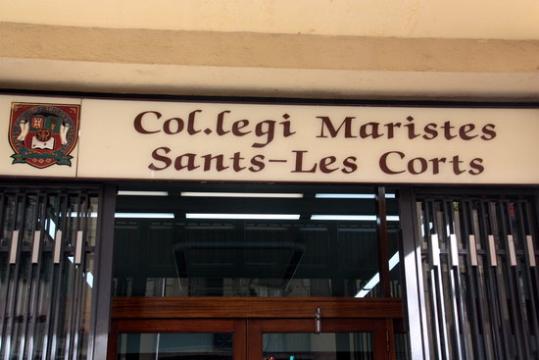 Col.legi Maristes
Sants-Les Corts